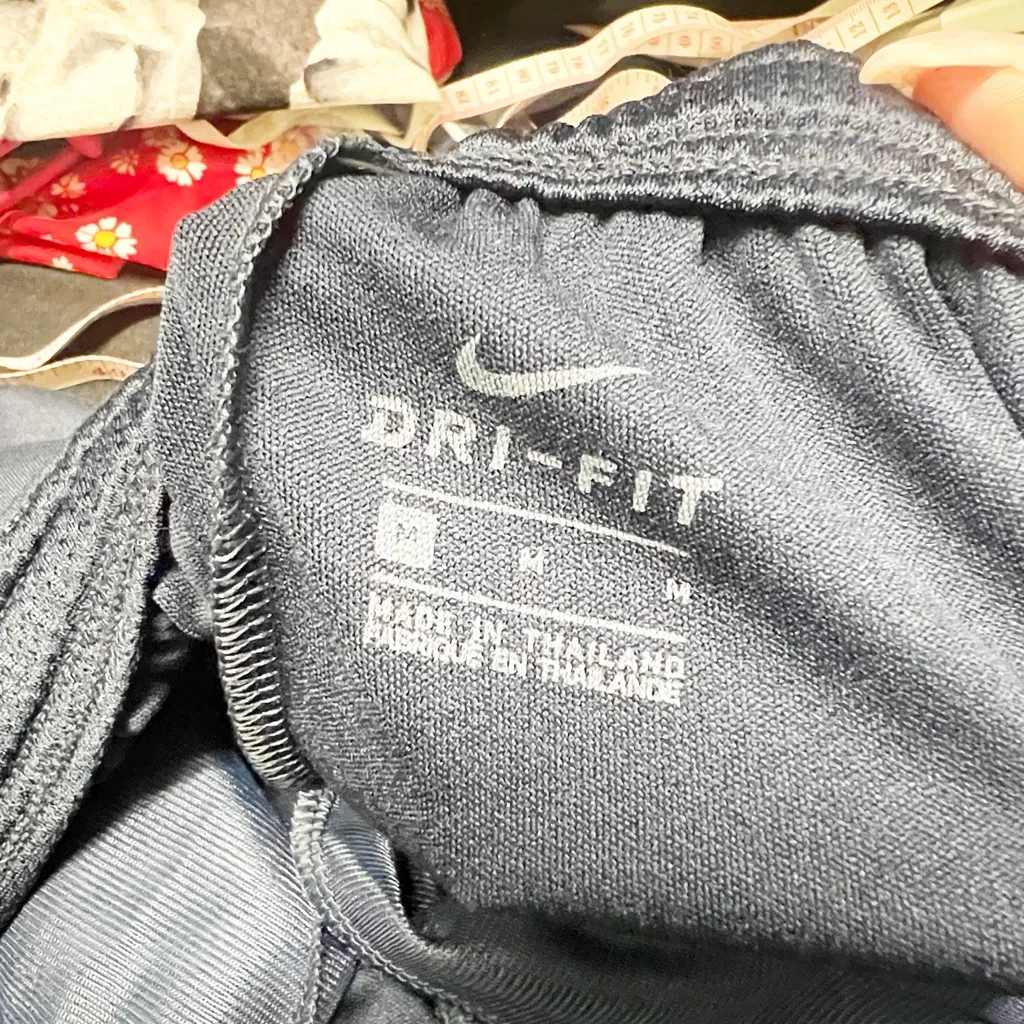 DRI-FIT
M M M
MADE IN THAILAND
FABRIQUE EN THAILANDE